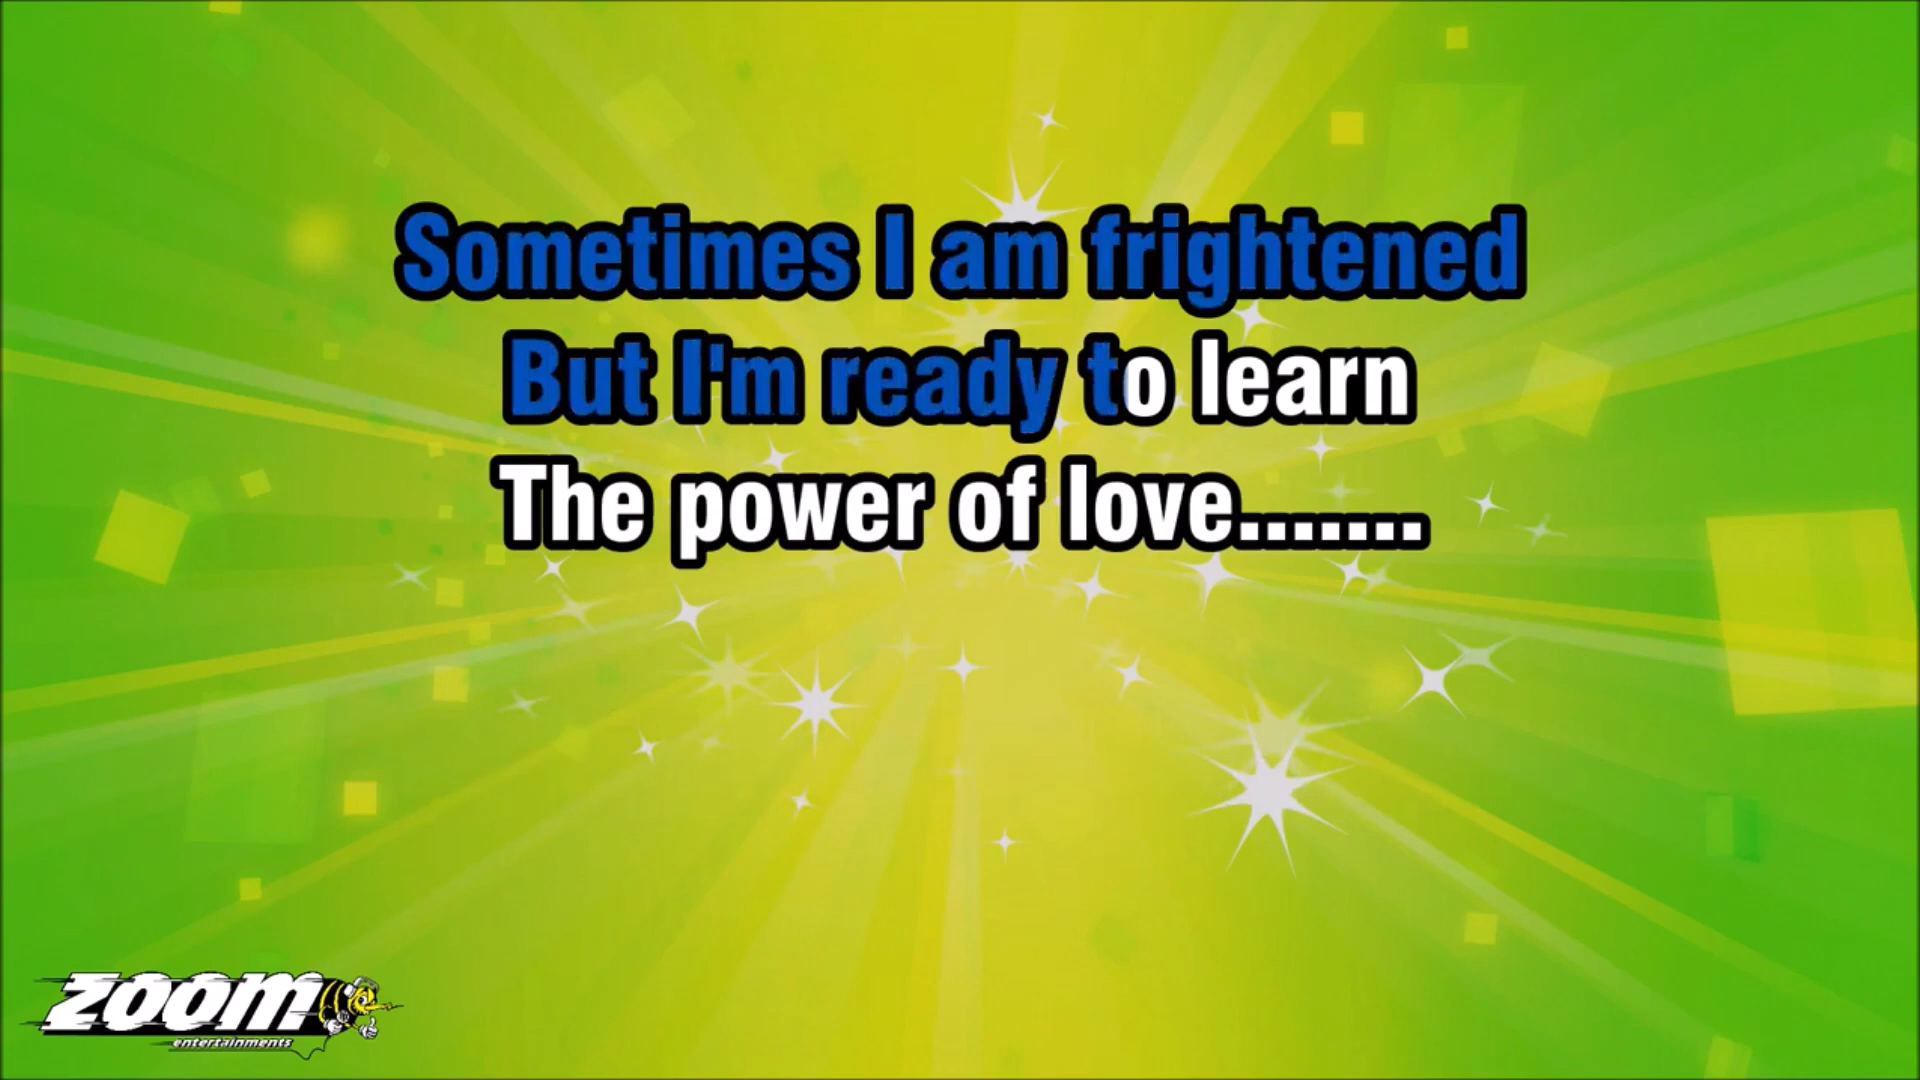 Sometimes I am frightened
But I'm ready to learn
The power of love.......
zoom
entertainments